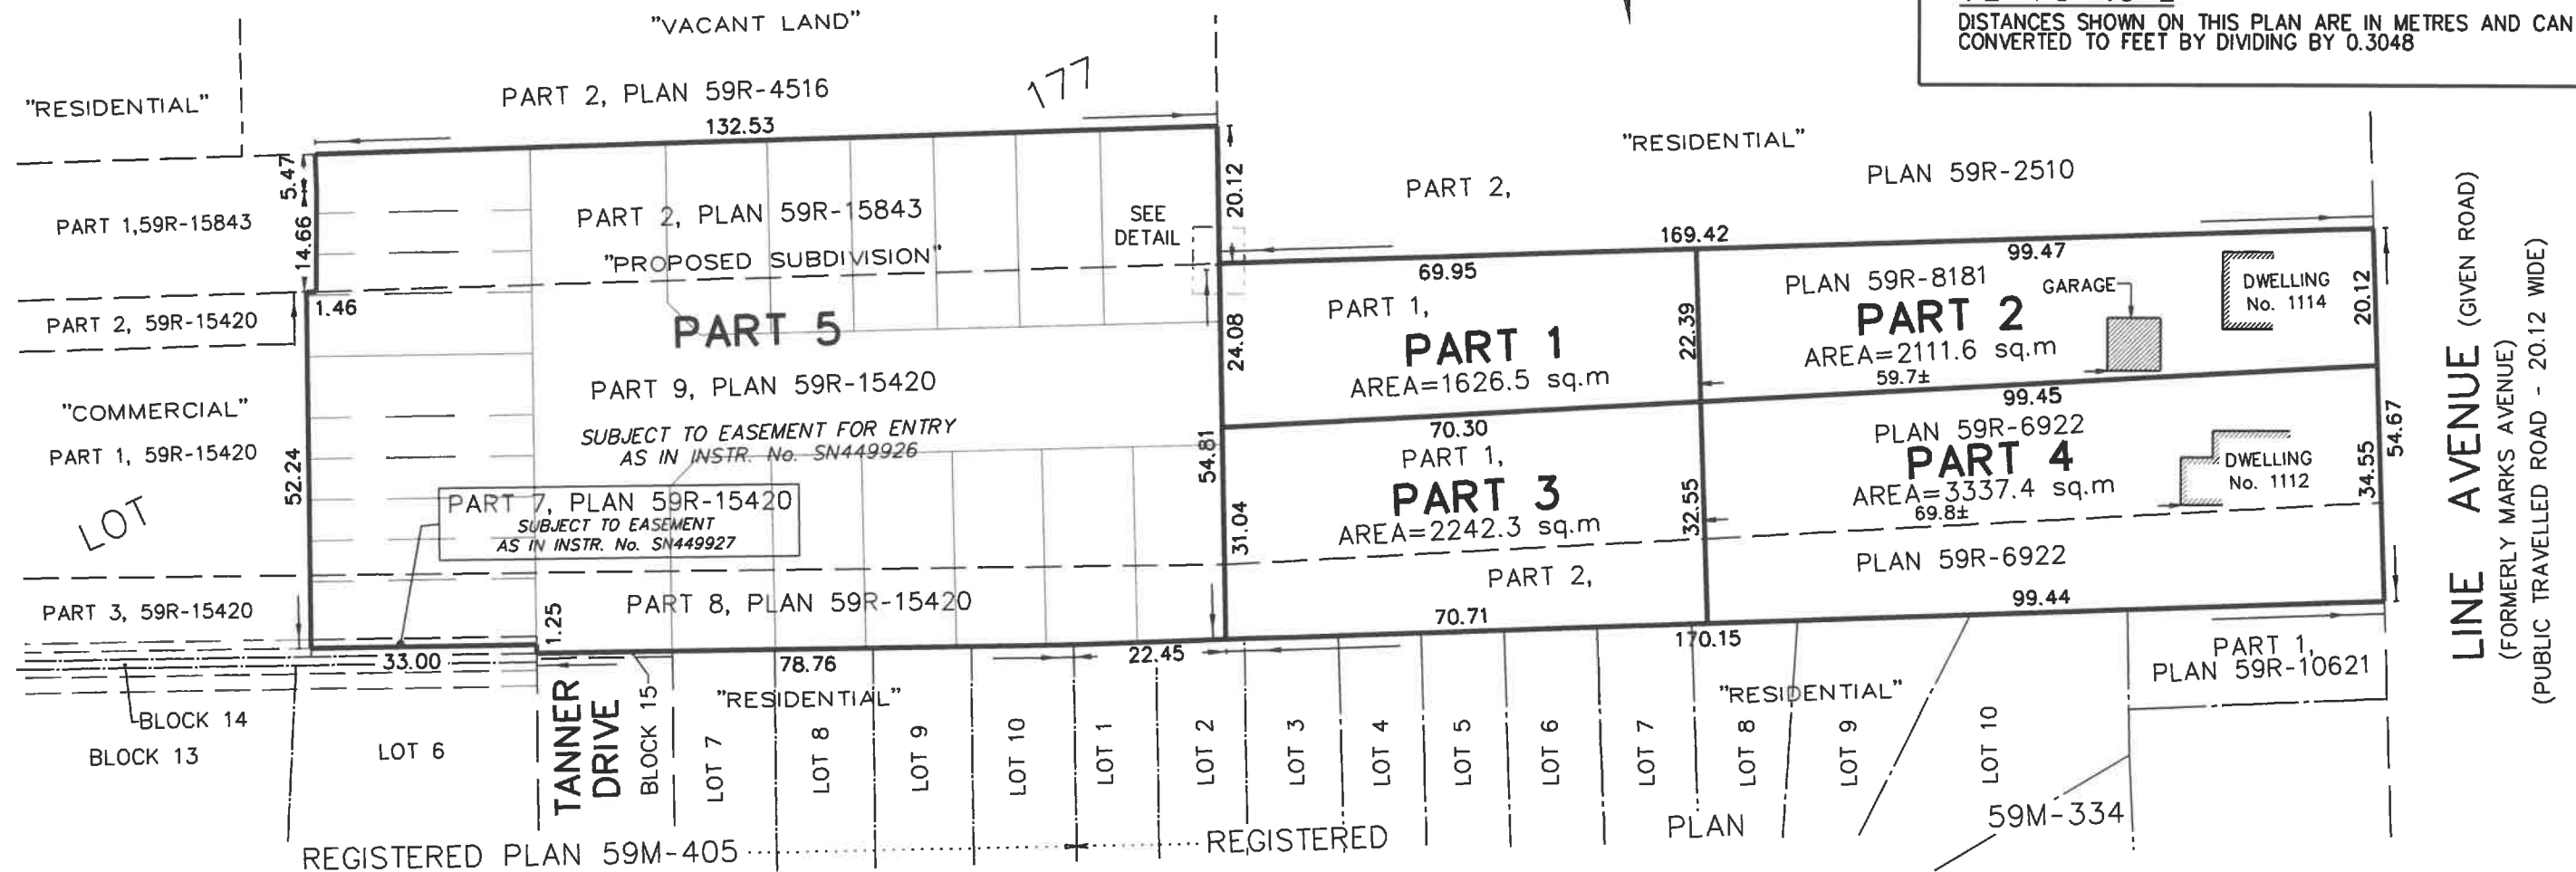 "VACANT LAND"
DISTANCES SHOWN ON THIS PLAN ARE IN METRES AND CAN
CONVERTED TO FEET BY DIVIDING BY 0.3048
"RESIDENTIAL"
PART 2, PLAN 59R-4516
177
132.53
"RESIDENTIAL"
PLAN 59R-2510
PART 2,
5.47
14.66
PART 1,59R-15843
PART 2, PLAN 59R-15843
"PROPOSED SUBDIVISION"
SEE
DETAIL
20.12
169.42
69.95
99.47
1.46
PART 2, 59R-15420
PART 5
24.08
PART 1,
PART 1
AREA=1626.5 sq.m
22.39
PLAN 59R-8181
PART 2
AREA=2111.6 sq.m
59.7±
GARAGE
DWELLING
No. 1114
20.12
PART 9, PLAN 59R-15420
SUBJECT TO EASEMENT FOR ENTRY
AS IN INSTR. No. SN449926
"COMMERCIAL"
PART 1, 59R-15420
LOT
52.24
54.81
70.30
PART 1,
PART 3
AREA=2242.3 sq.m
31.04
32.55
99.45
PLAN 59R-6922
PART 4
AREA=3337.4 sq.m
69.8±
DWELLING
No. 1112
34.55
54.67
PART 7, PLAN 59R-15420
SUBJECT TO EASEMENT
AS IN INSTR. No. SN449927
PART 2,
PLAN 59R-6922
PART 3, 59R-15420
1.25
PART 8, PLAN 59R-15420
70.71
99.44
33.00
78.76
22.45
170.15
PART 1,
PLAN 59R-10621
LINE AVENUE (GIVEN ROAD)
(FORMERLY MARKS AVENUE)
(PUBLIC TRAVELLED ROAD - 20.12 WIDE)
"RESIDENTIAL"
"RESIDENTIAL"
BLOCK 14
BLOCK 13
LOT 6
TANNER
DRIVE
BLOCK 15
LOT 7
LOT 8
LOT 9
LOT 10
LOT 1
LOT 2
LOT 3
LOT 4
LOT 5
LOT 6
LOT 7
LOT 8
LOT 9
LOT 10
REGISTERED PLAN 59M-405
REGISTERED
PLAN
59M-334